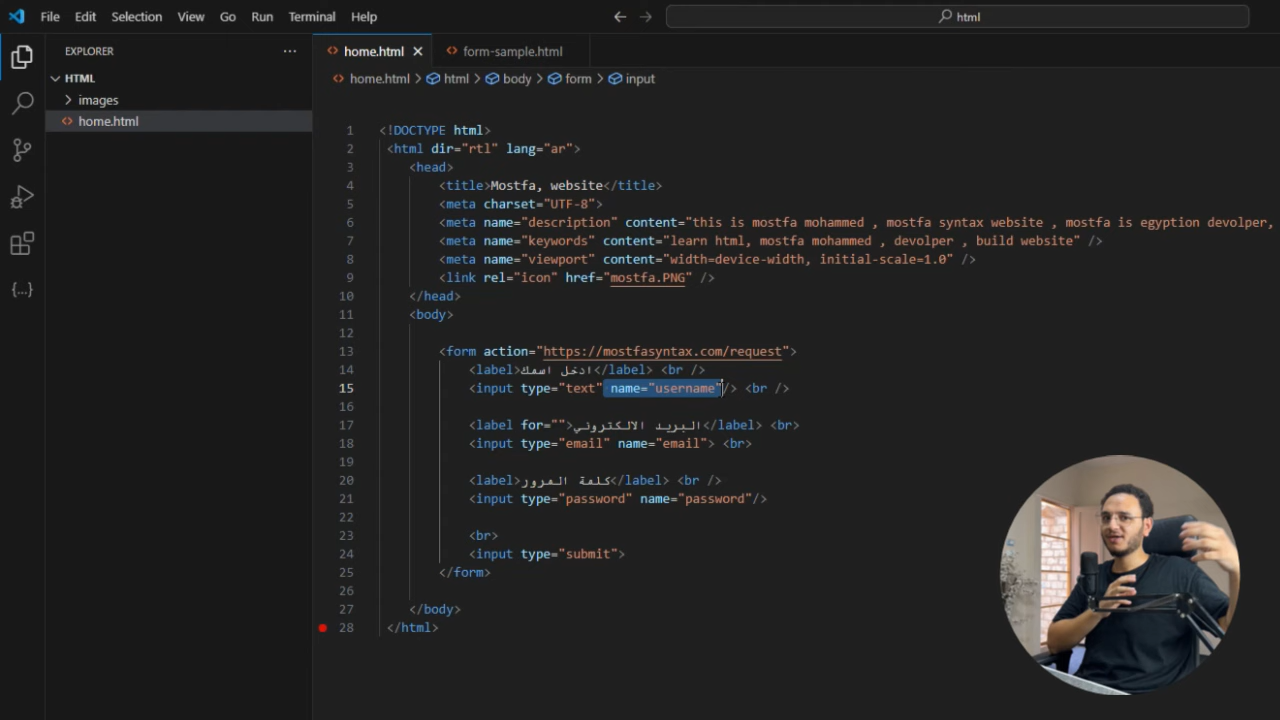 File Edit Selection View Go Run Terminal Help
html
EXPLORER
home.html
form-sample.html
HTML
home.html > html > body > form > input
images
home.html
1 <!DOCTYPE html>
2 <html dir="rtl" lang="ar">
3 <head>
4 <title>Mostfa, website</title>
5 <meta charset="UTF-8">
6 <meta name="description" content="this is mostfa mohammed , mostfa syntax website , mostfa is egyption devolper,
7 <meta name="keywords" content="learn html, mostfa mohammed , devolper , build website" />
8 <meta name="viewport" content="width=device-width, initial-scale=1.0" />
9 <link rel="icon" href="mostfa.PNG" />
10 </head>
11 <body>
12
13 <form action="https://mostfasyntax.com/request">
14 <label>ادخل اسمك</label> <br />
15 <input type="text" name="username"/> <br />
16
17 <label for="">البريد الالكتروني</label> <br>
18 <input type="email" name="email"> <br>
19
20 <label>كلمة المرور</label> <br />
21 <input type="password" name="password"/>
22
23 <br>
24 <input type="submit">
25 </form>
26
27 </body>
28 </html>